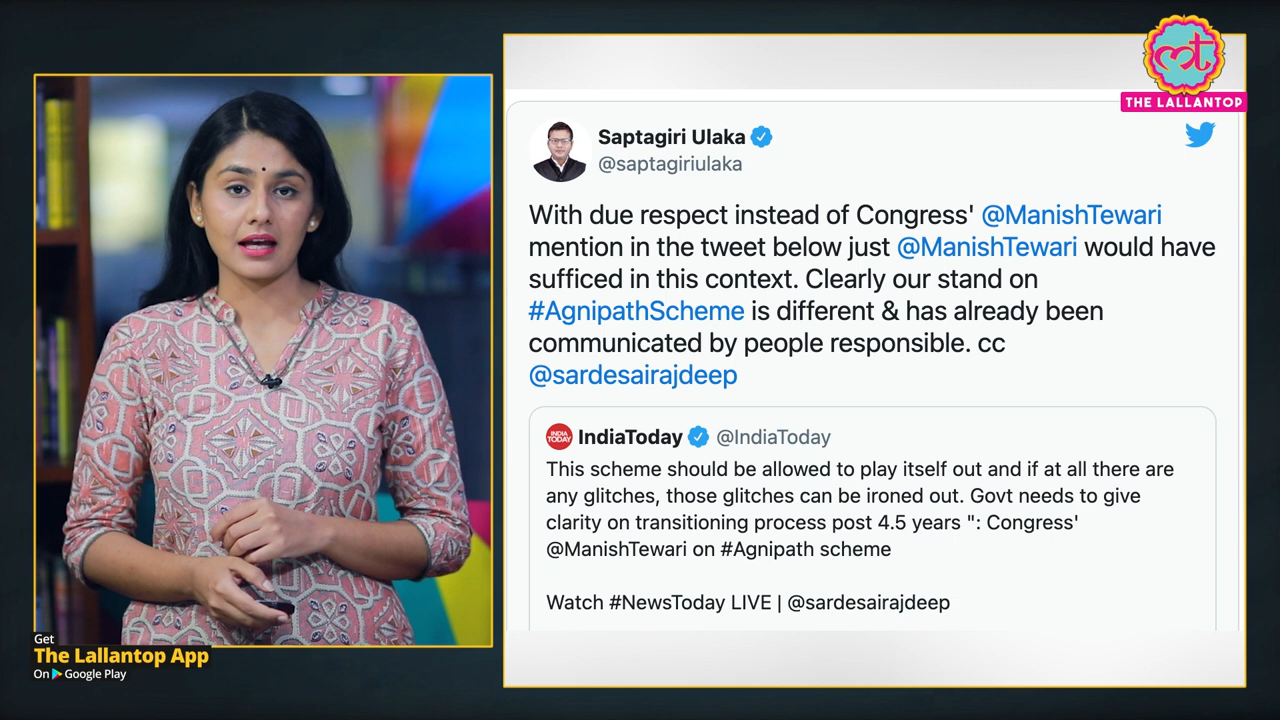 मत
THE LALLANTOP
Saptagiri Ulaka
@saptagiriulaka
With due respect instead of Congress' @ManishTewari
mention in the tweet below just @ManishTewari would have
sufficed in this context. Clearly our stand on
#AgnipathScheme is different & has already been
communicated by people responsible. cc
@sardesairajdeep
INDIA
TODAY
IndiaToday @IndiaToday
This scheme should be allowed to play itself out and if at all there are
any glitches, those glitches can be ironed out. Govt needs to give
clarity on transitioning process post 4.5 years ": Congress'
@ManishTewari on #Agnipath scheme
Watch #NewsToday LIVE | @sardesairajdeep
Get
The Lallantop App
On Google Play